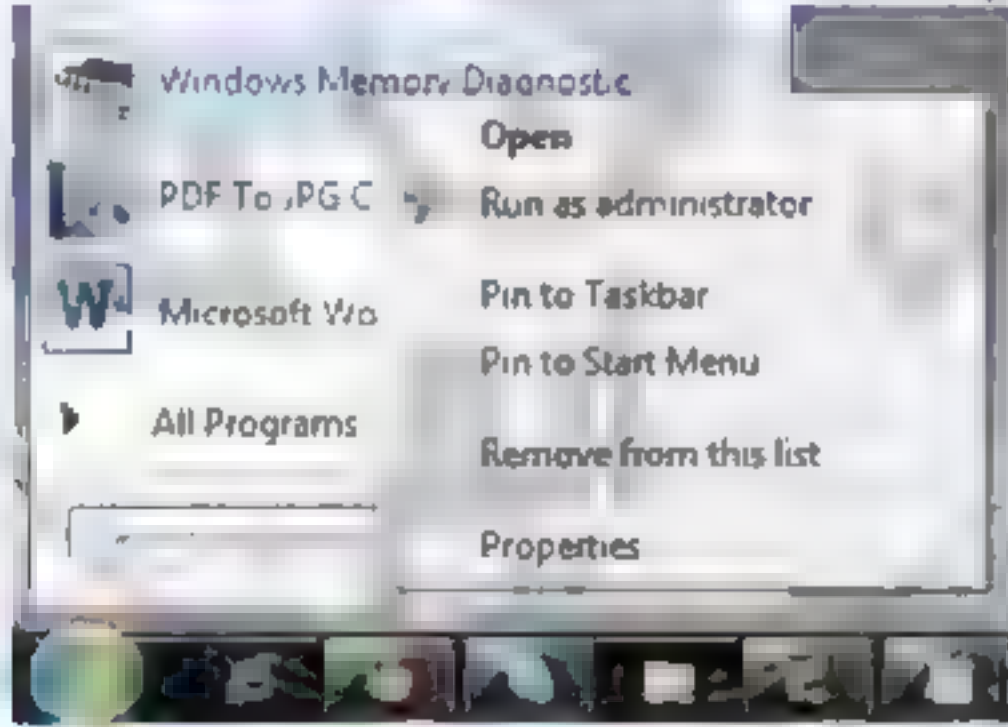 Windows Memory Diagnostic
Open
PDF To JPG C
Run as administrator
Pin to Taskbar
Microsoft Wo
Pin to Start Menu
All Programs
Remove from this list
Properties